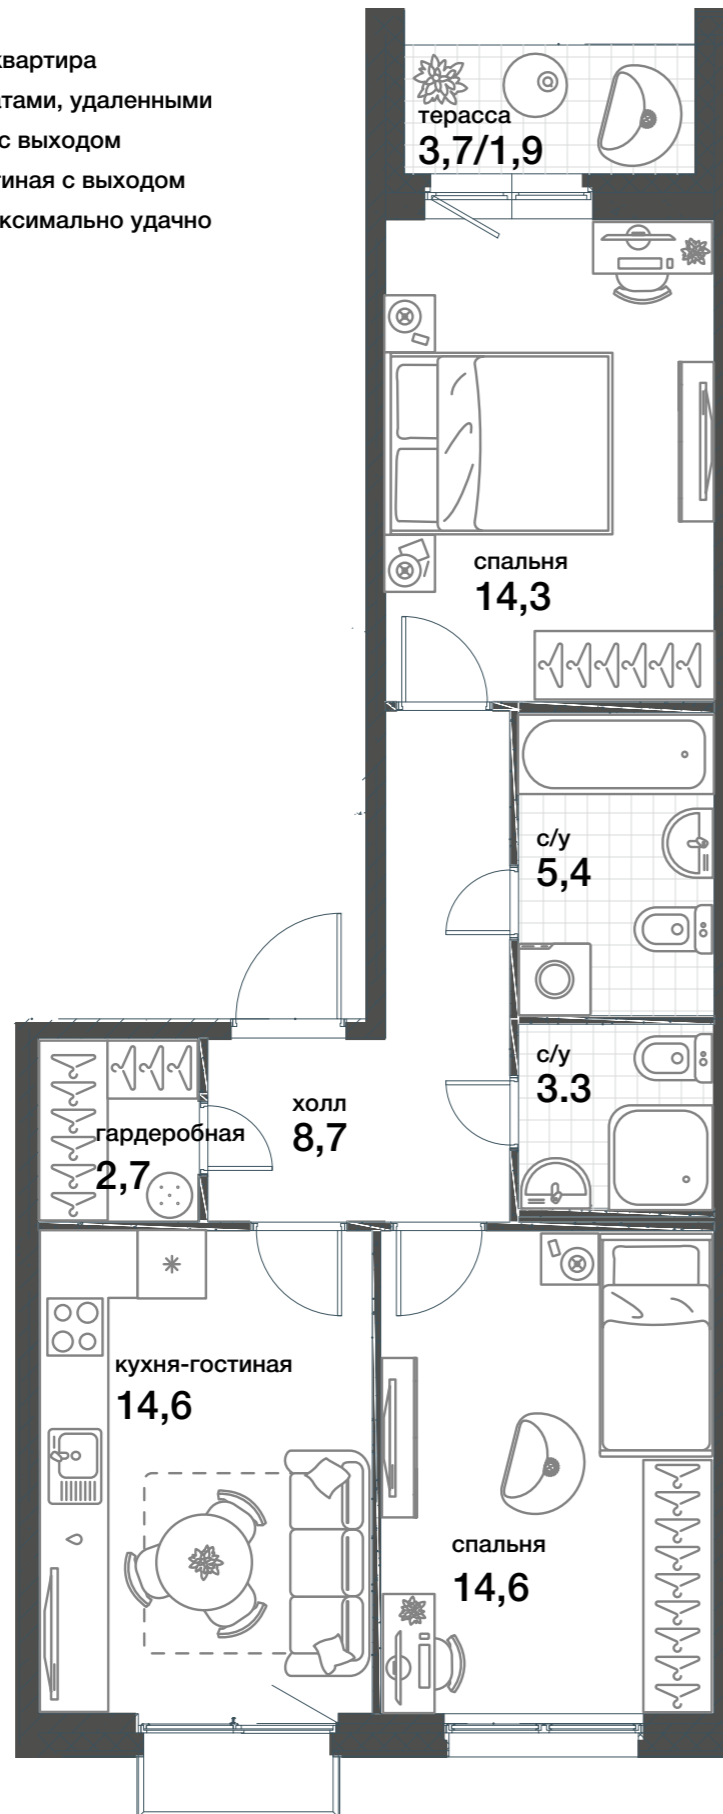 квартира
атами, удаленными
с выходом
тиная с выходом
ксимально удачно
терасса
3,7/1,9
спальня
14,3
с/у
5,4
с/у
3.3
холл
8,7
гардеробная
2,7
кухня-гостиная
14,6
спальня
14,6